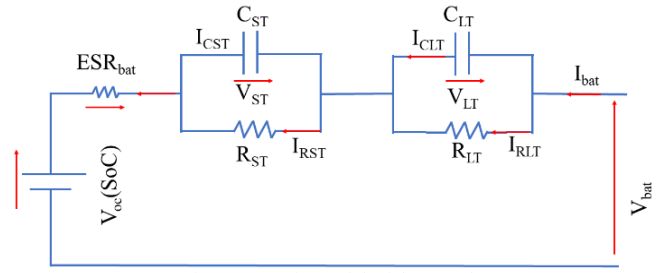 C_ST
C_LT
I_CST
I_CLT
ESR_bat
I_bat
V_ST
V_LT
R_ST
I_RST
R_LT
I_RLT
V_oc(SoC)
V_bat